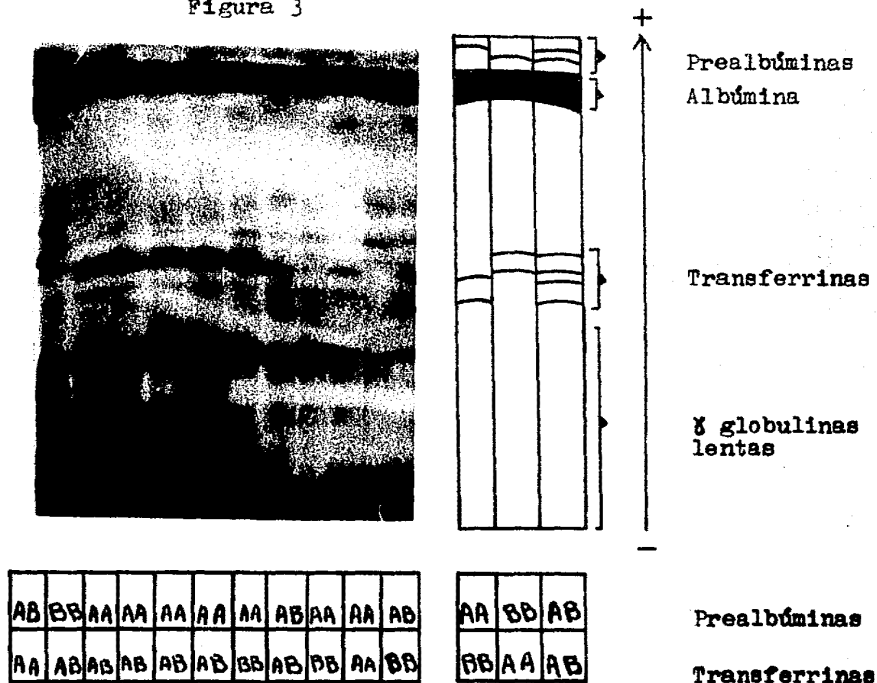 Figura 3
+
Prealbúminas
Albúmina
Transferrinas
γ globulinas
lentas
−
AB BB AA AA AA AA AA AB AA AA AB AA BB AB Prealbúminas
AA AB AB AB AB AB BB AB BB AA BB BB AA AB Transferrinas